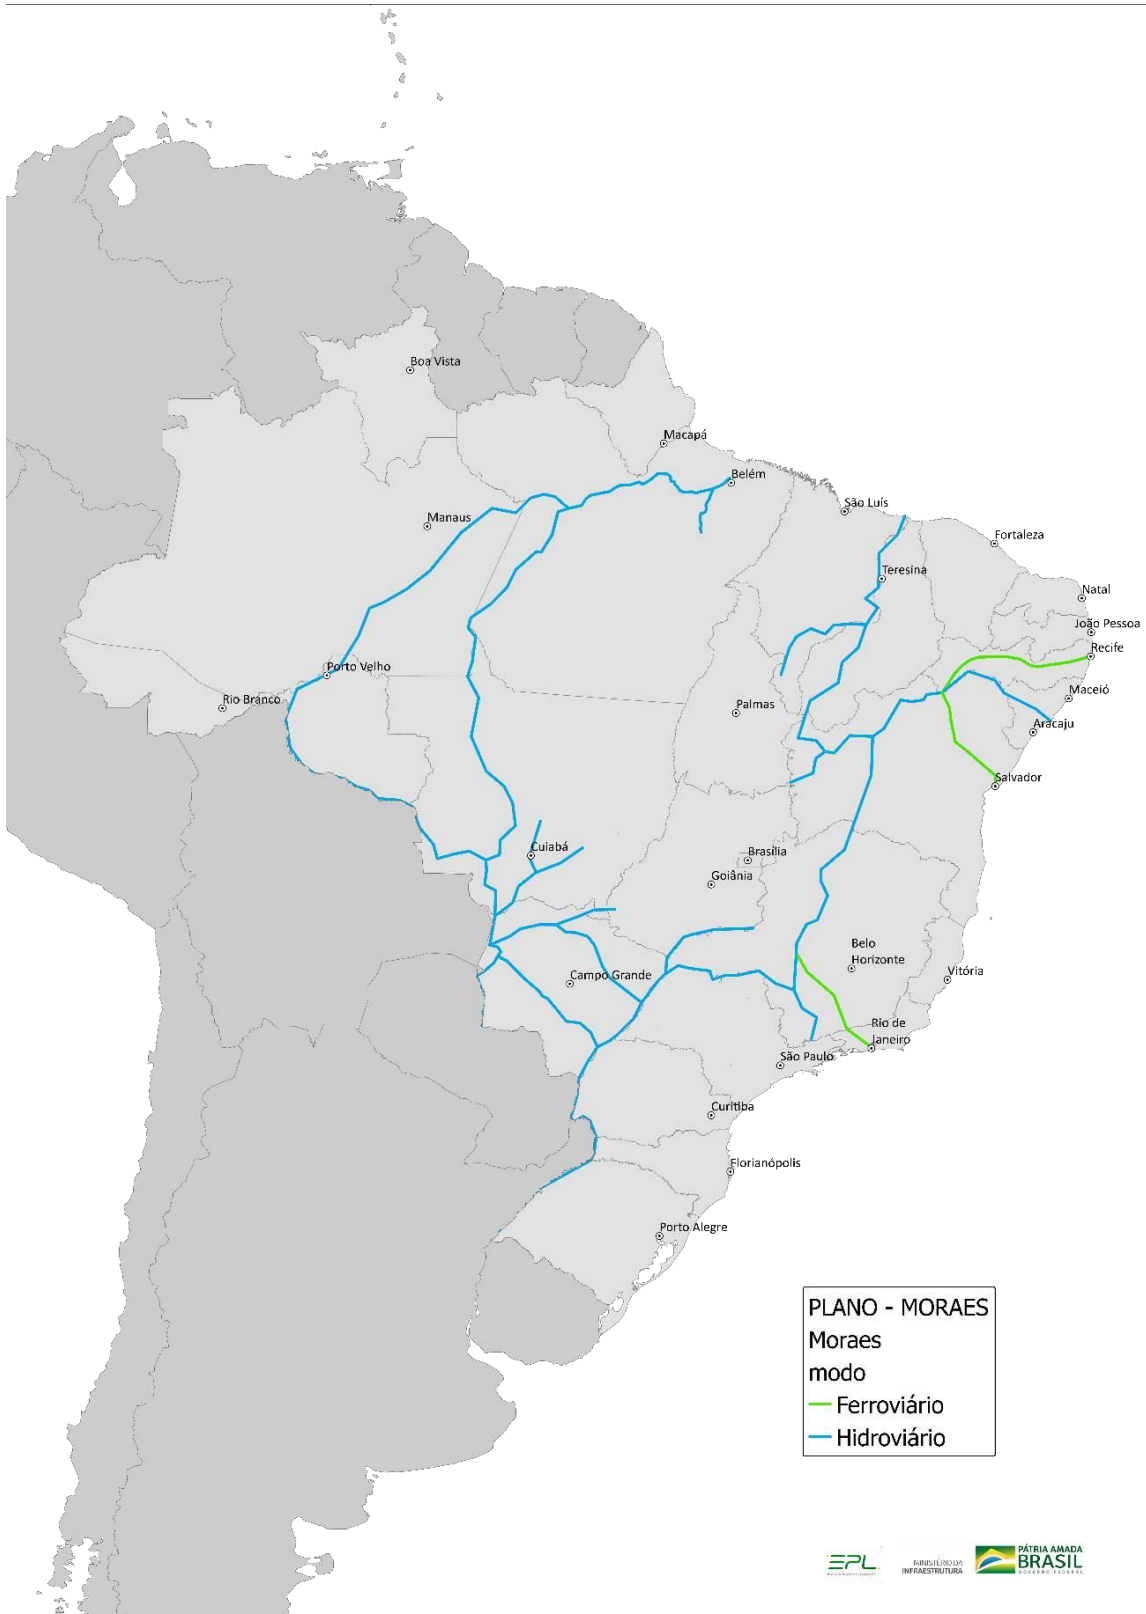 Boa Vista
Macapá
Belém
São Luís
Manaus
Fortaleza
Teresina
Natal
João Pessoa
Recife
Porto Velho
Maceió
Rio Branco
Palmas
Aracaju
Salvador
Cuiabá
Brasília
Goiânia
Belo
Horizonte
Vitória
Campo Grande
Rio de
Janeiro
São Paulo
Curitiba
Florianópolis
Porto Alegre
PLANO - MORAES
Moraes
modo
Ferroviário
Hidroviário
EPL
MINISTÉRIO DA
INFRAESTRUTURA
PÁTRIA AMADA
BRASIL
GOVERNO FEDERAL